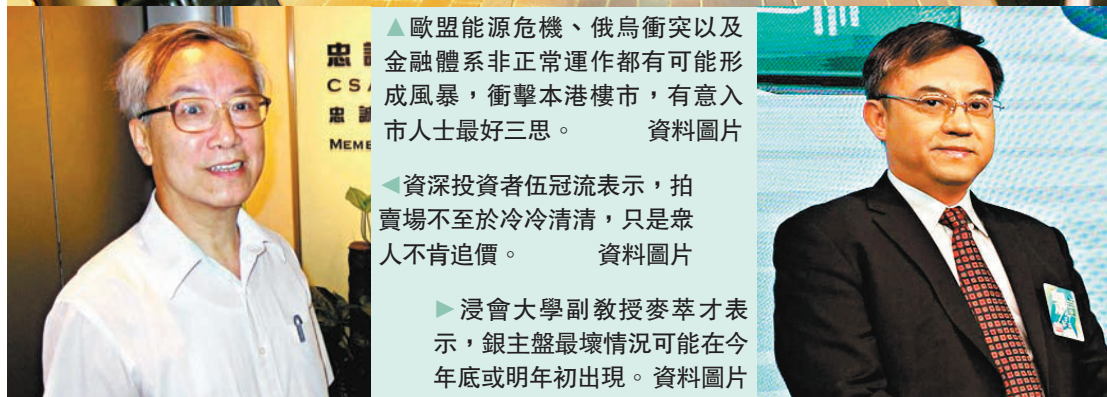 忠
CSA
忠誠
MEME
▲歐盟能源危機、俄烏衝突以及
金融體系非正常運作都有可能形
成風暴,衝擊本港樓市,有意入
市人士最好三思。 資料圖片
◀資深投資者伍冠流表示,拍
賣場不至於冷冷清清,只是衆
人不肯追價。 資料圖片
▶浸會大學副教授麥萃才表
示,銀主盤最壞情況可能在今
年底或明年初出現。資料圖片